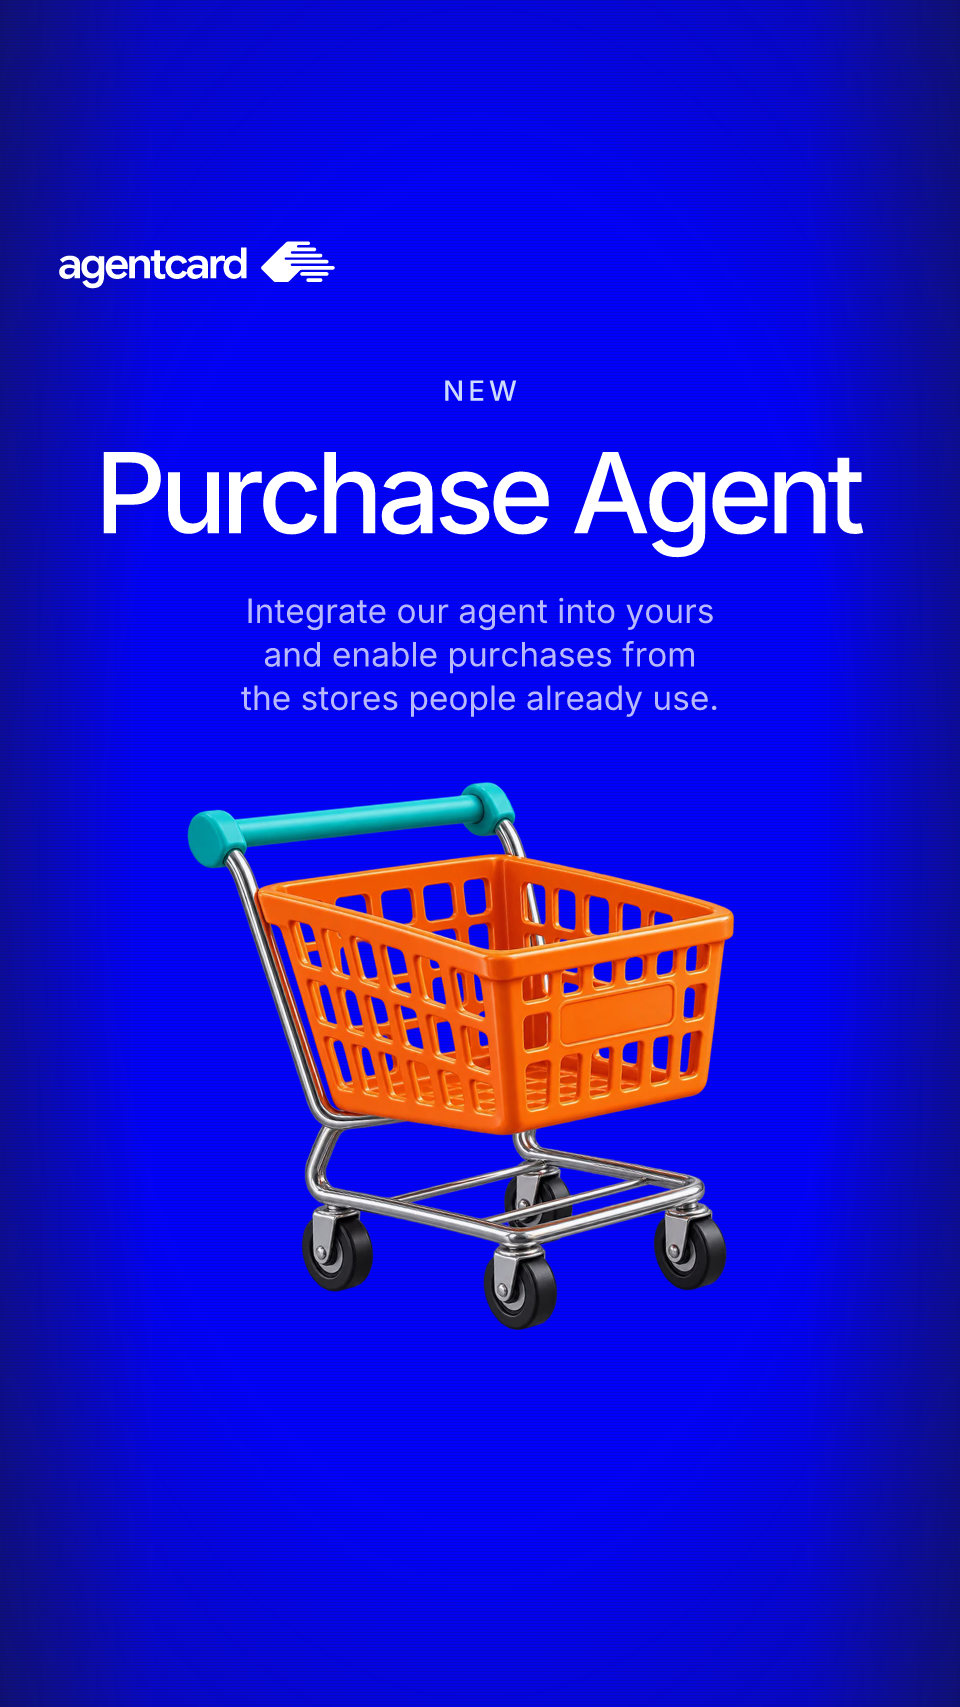 agentcard
NEW
Purchase Agent
Integrate our agent into yours
and enable purchases from
the stores people already use.